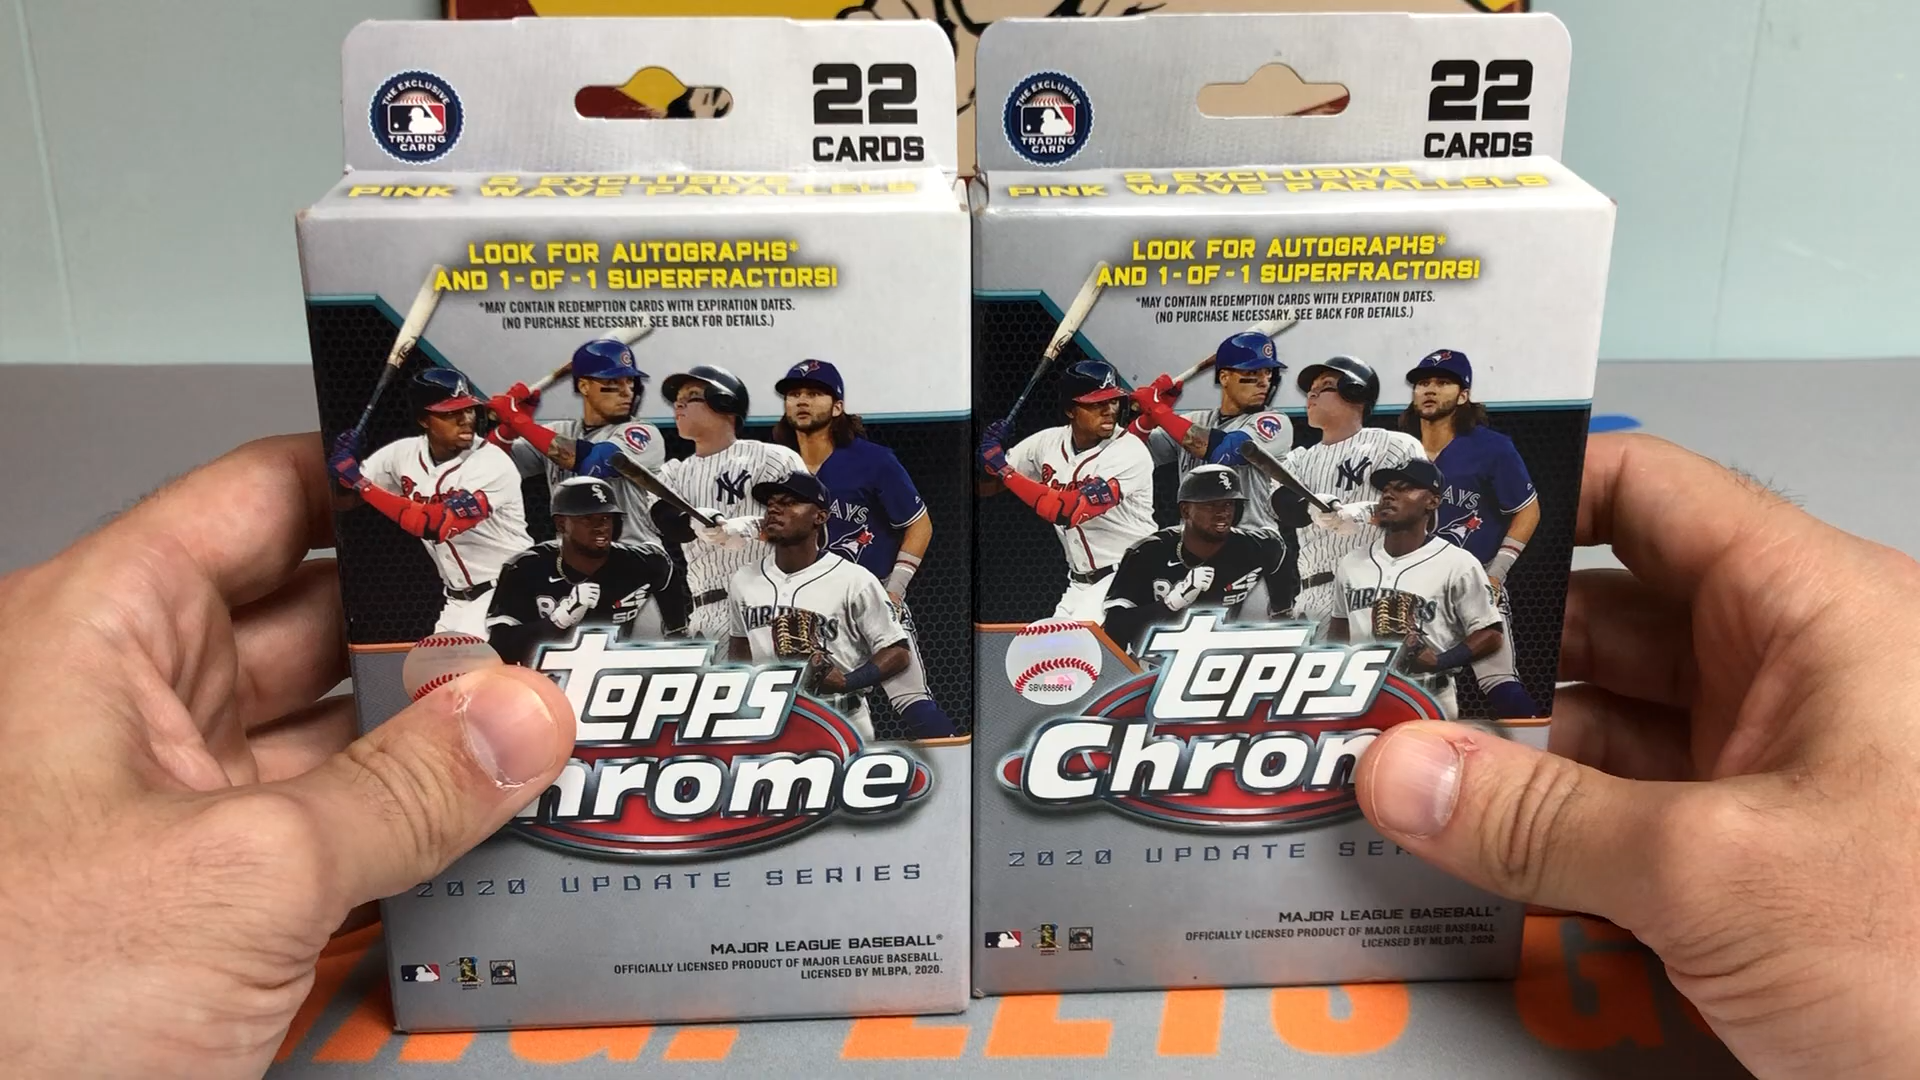 THE EXCLUSIVE
TRADING
CARD
22
CARDS
2 EXCLUSIVE
PINK WAVE PARALLELS
LOOK FOR AUTOGRAPHS*
AND 1-OF-1 SUPERFRACTORS!
*MAY CONTAIN REDEMPTION CARDS WITH EXPIRATION DATES.
(NO PURCHASE NECESSARY. SEE BACK FOR DETAILS.)
TOPPS
hrome
2020 UPDATE SERIES
MAJOR LEAGUE BASEBALL®
OFFICIALLY LICENSED PRODUCT OF MAJOR LEAGUE BASEBALL.
LICENSED BY MLBPA, 2020.
THE EXCLUSIVE
TRADING
CARD
22
CARDS
2 EXCLUSIVE
PINK WAVE PARALLELS
LOOK FOR AUTOGRAPHS*
AND 1-OF-1 SUPERFRACTORS!
*MAY CONTAIN REDEMPTION CARDS WITH EXPIRATION DATES.
(NO PURCHASE NECESSARY. SEE BACK FOR DETAILS.)
SBV8885614
TOPPS
Chrom
2020 UPDATE SER
MAJOR LEAGUE BASEBALL®
OFFICIALLY LICENSED PRODUCT OF MAJOR LEAGUE BASEBALL.
LICENSED BY MLBPA, 2020.